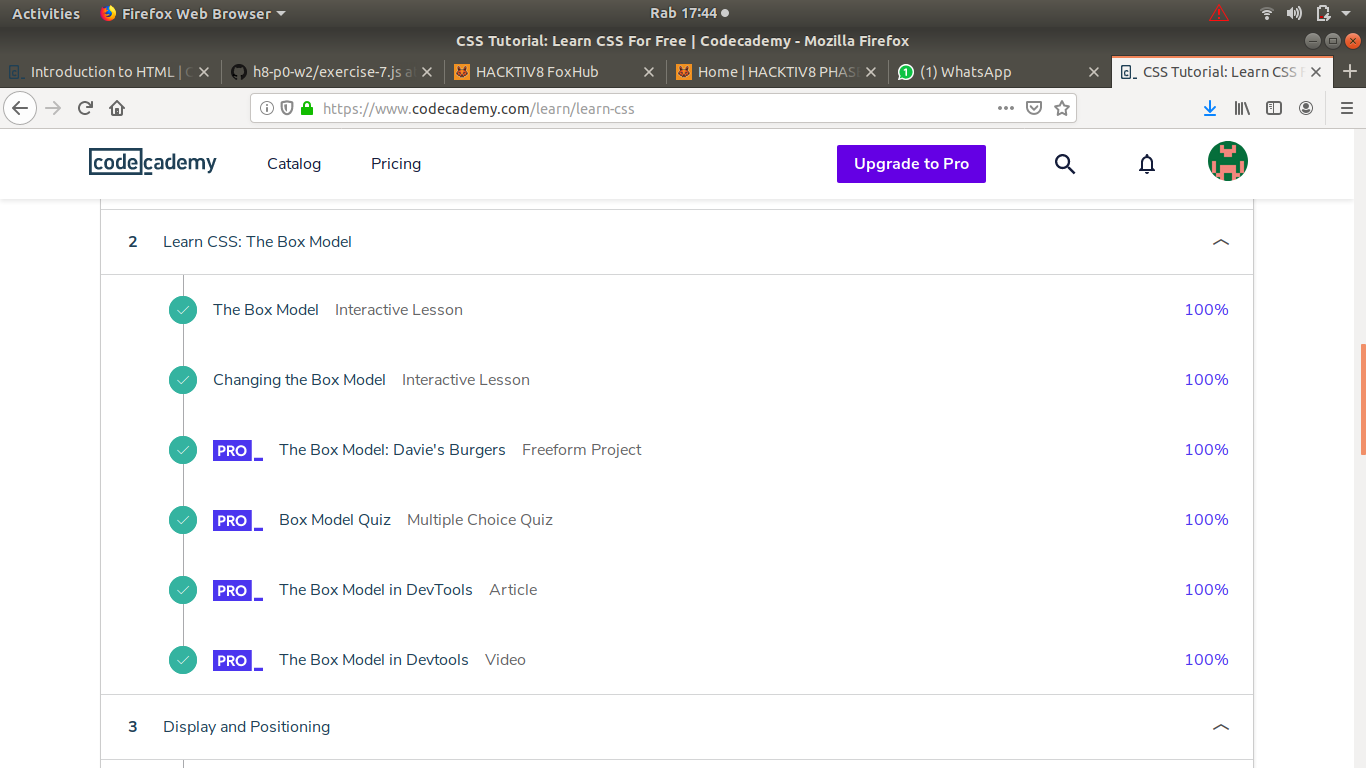 Activities Firefox Web Browser Rab 17:44
CSS Tutorial: Learn CSS For Free | Codecademy - Mozilla Firefox
Introduction to HTML | C h8-p0-w2/exercise-7.js a HACKTIV8 FoxHub Home | HACKTIV8 PHAS (1) WhatsApp CSS Tutorial: Learn CSS F
https://www.codecademy.com/learn/learn-css
codecademy Catalog Pricing Upgrade to Pro
2 Learn CSS: The Box Model
The Box Model Interactive Lesson 100%
Changing the Box Model Interactive Lesson 100%
PRO The Box Model: Davie's Burgers Freeform Project 100%
PRO Box Model Quiz Multiple Choice Quiz 100%
PRO The Box Model in DevTools Article 100%
PRO The Box Model in Devtools Video 100%
3 Display and Positioning